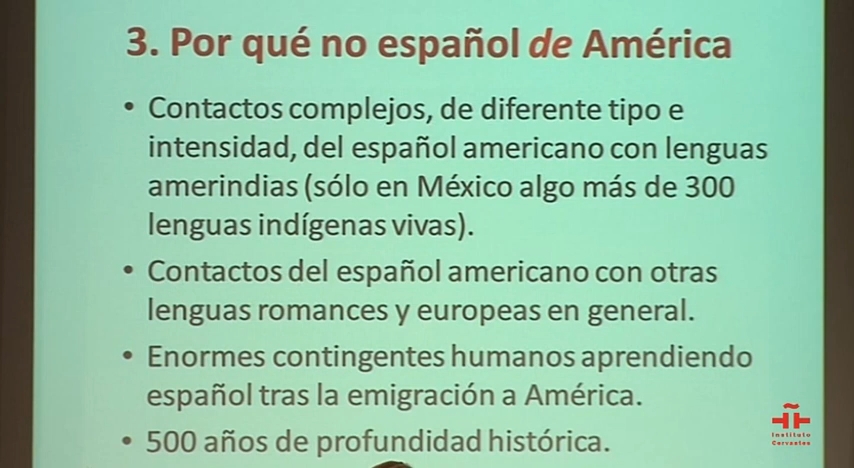 3. Por qué no español de América
• Contactos complejos, de diferente tipo e
intensidad, del español americano con lenguas
amerindias (sólo en México algo más de 300
lenguas indígenas vivas).
• Contactos del español americano con otras
lenguas romances y europeas en general.
• Enormes contingentes humanos aprendiendo
español tras la emigración a América.
• 500 años de profundidad histórica.
Instituto
Cervantes